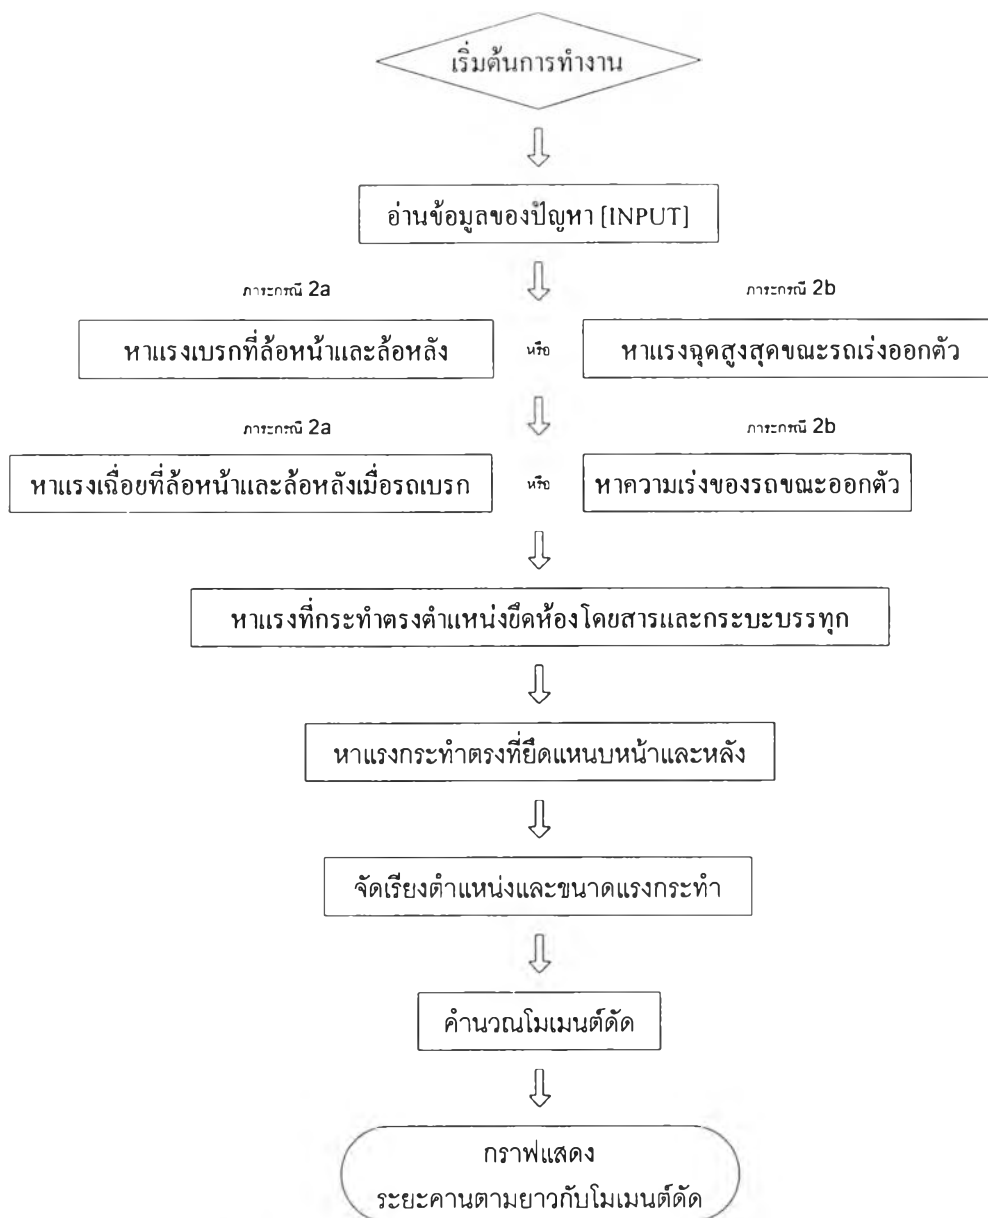 เริ่มต้นการทำงาน
อ่านข้อมูลของปัญหา [INPUT]
ภาระกรณี 2a
ภาระกรณี 2b
หาแรงเบรกที่ล้อหน้าและล้อหลัง
หรือ
หาแรงฉุดสูงสุดขณะรถเร่งออกตัว
ภาระกรณี 2a
ภาระกรณี 2b
หาแรงเฉื่อยที่ล้อหน้าและล้อหลังเมื่อรถเบรก
หรือ
หาความเร่งของรถขณะออกตัว
หาแรงที่กระทำตรงตำแหน่งยึดห้องโดยสารและกระบะบรรทุก
หาแรงกระทำตรงที่ยึดแหนบหน้าและหลัง
จัดเรียงตำแหน่งและขนาดแรงกระทำ
คำนวณโมเมนต์ดัด
กราฟแสดง
ระยะคานตามยาวกับโมเมนต์ดัด